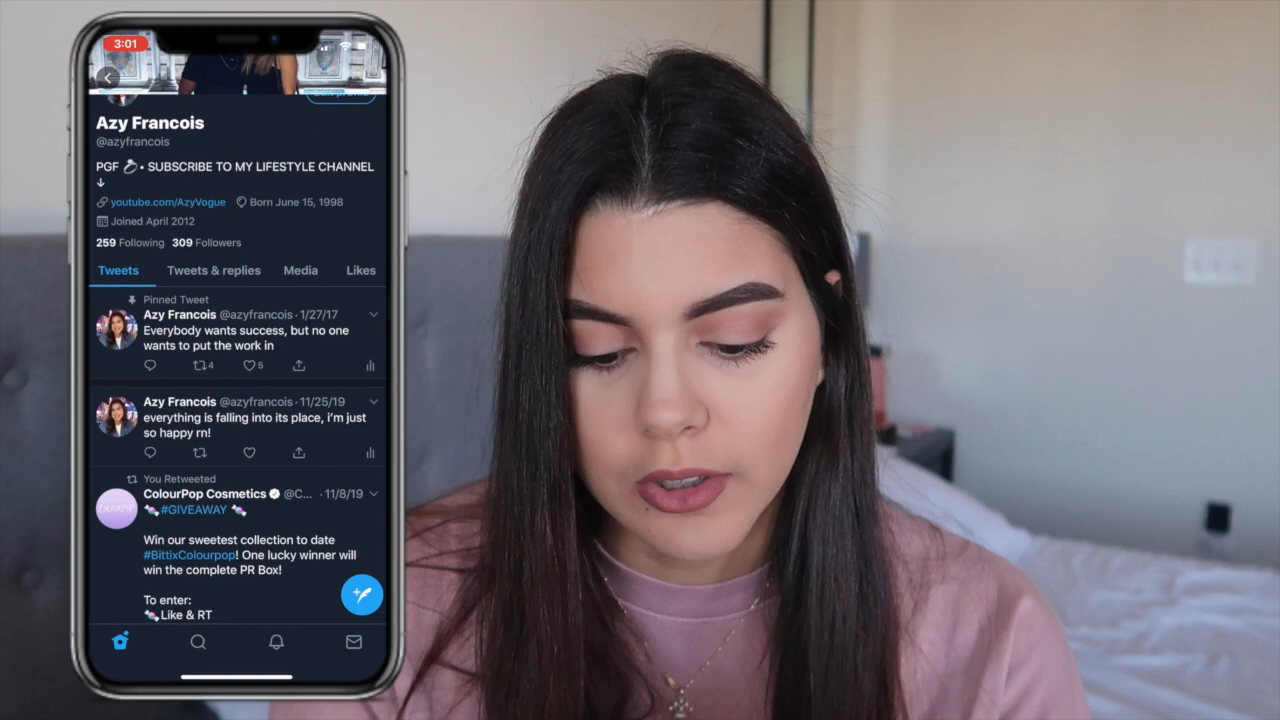 3:01
Azy Francois
@azyfrancois
PGF 💍 • SUBSCRIBE TO MY LIFESTYLE CHANNEL
↓
youtube.com/AzyVogue Born June 15, 1998
Joined April 2012
259 Following 309 Followers
Tweets Tweets & replies Media Likes
Pinned Tweet
Azy Francois @azyfrancois · 1/27/17
Everybody wants success, but no one
wants to put the work in
4 5
Azy Francois @azyfrancois · 11/25/19
everything is falling into its place, i'm just
so happy rn!
You Retweeted
ColourPop Cosmetics @C... · 11/8/19
COLOURPOP
🍬#GIVEAWAY 🍬
Win our sweetest collection to date
#BittixColourpop! One lucky winner will
win the complete PR Box!
To enter:
🍬Like & RT